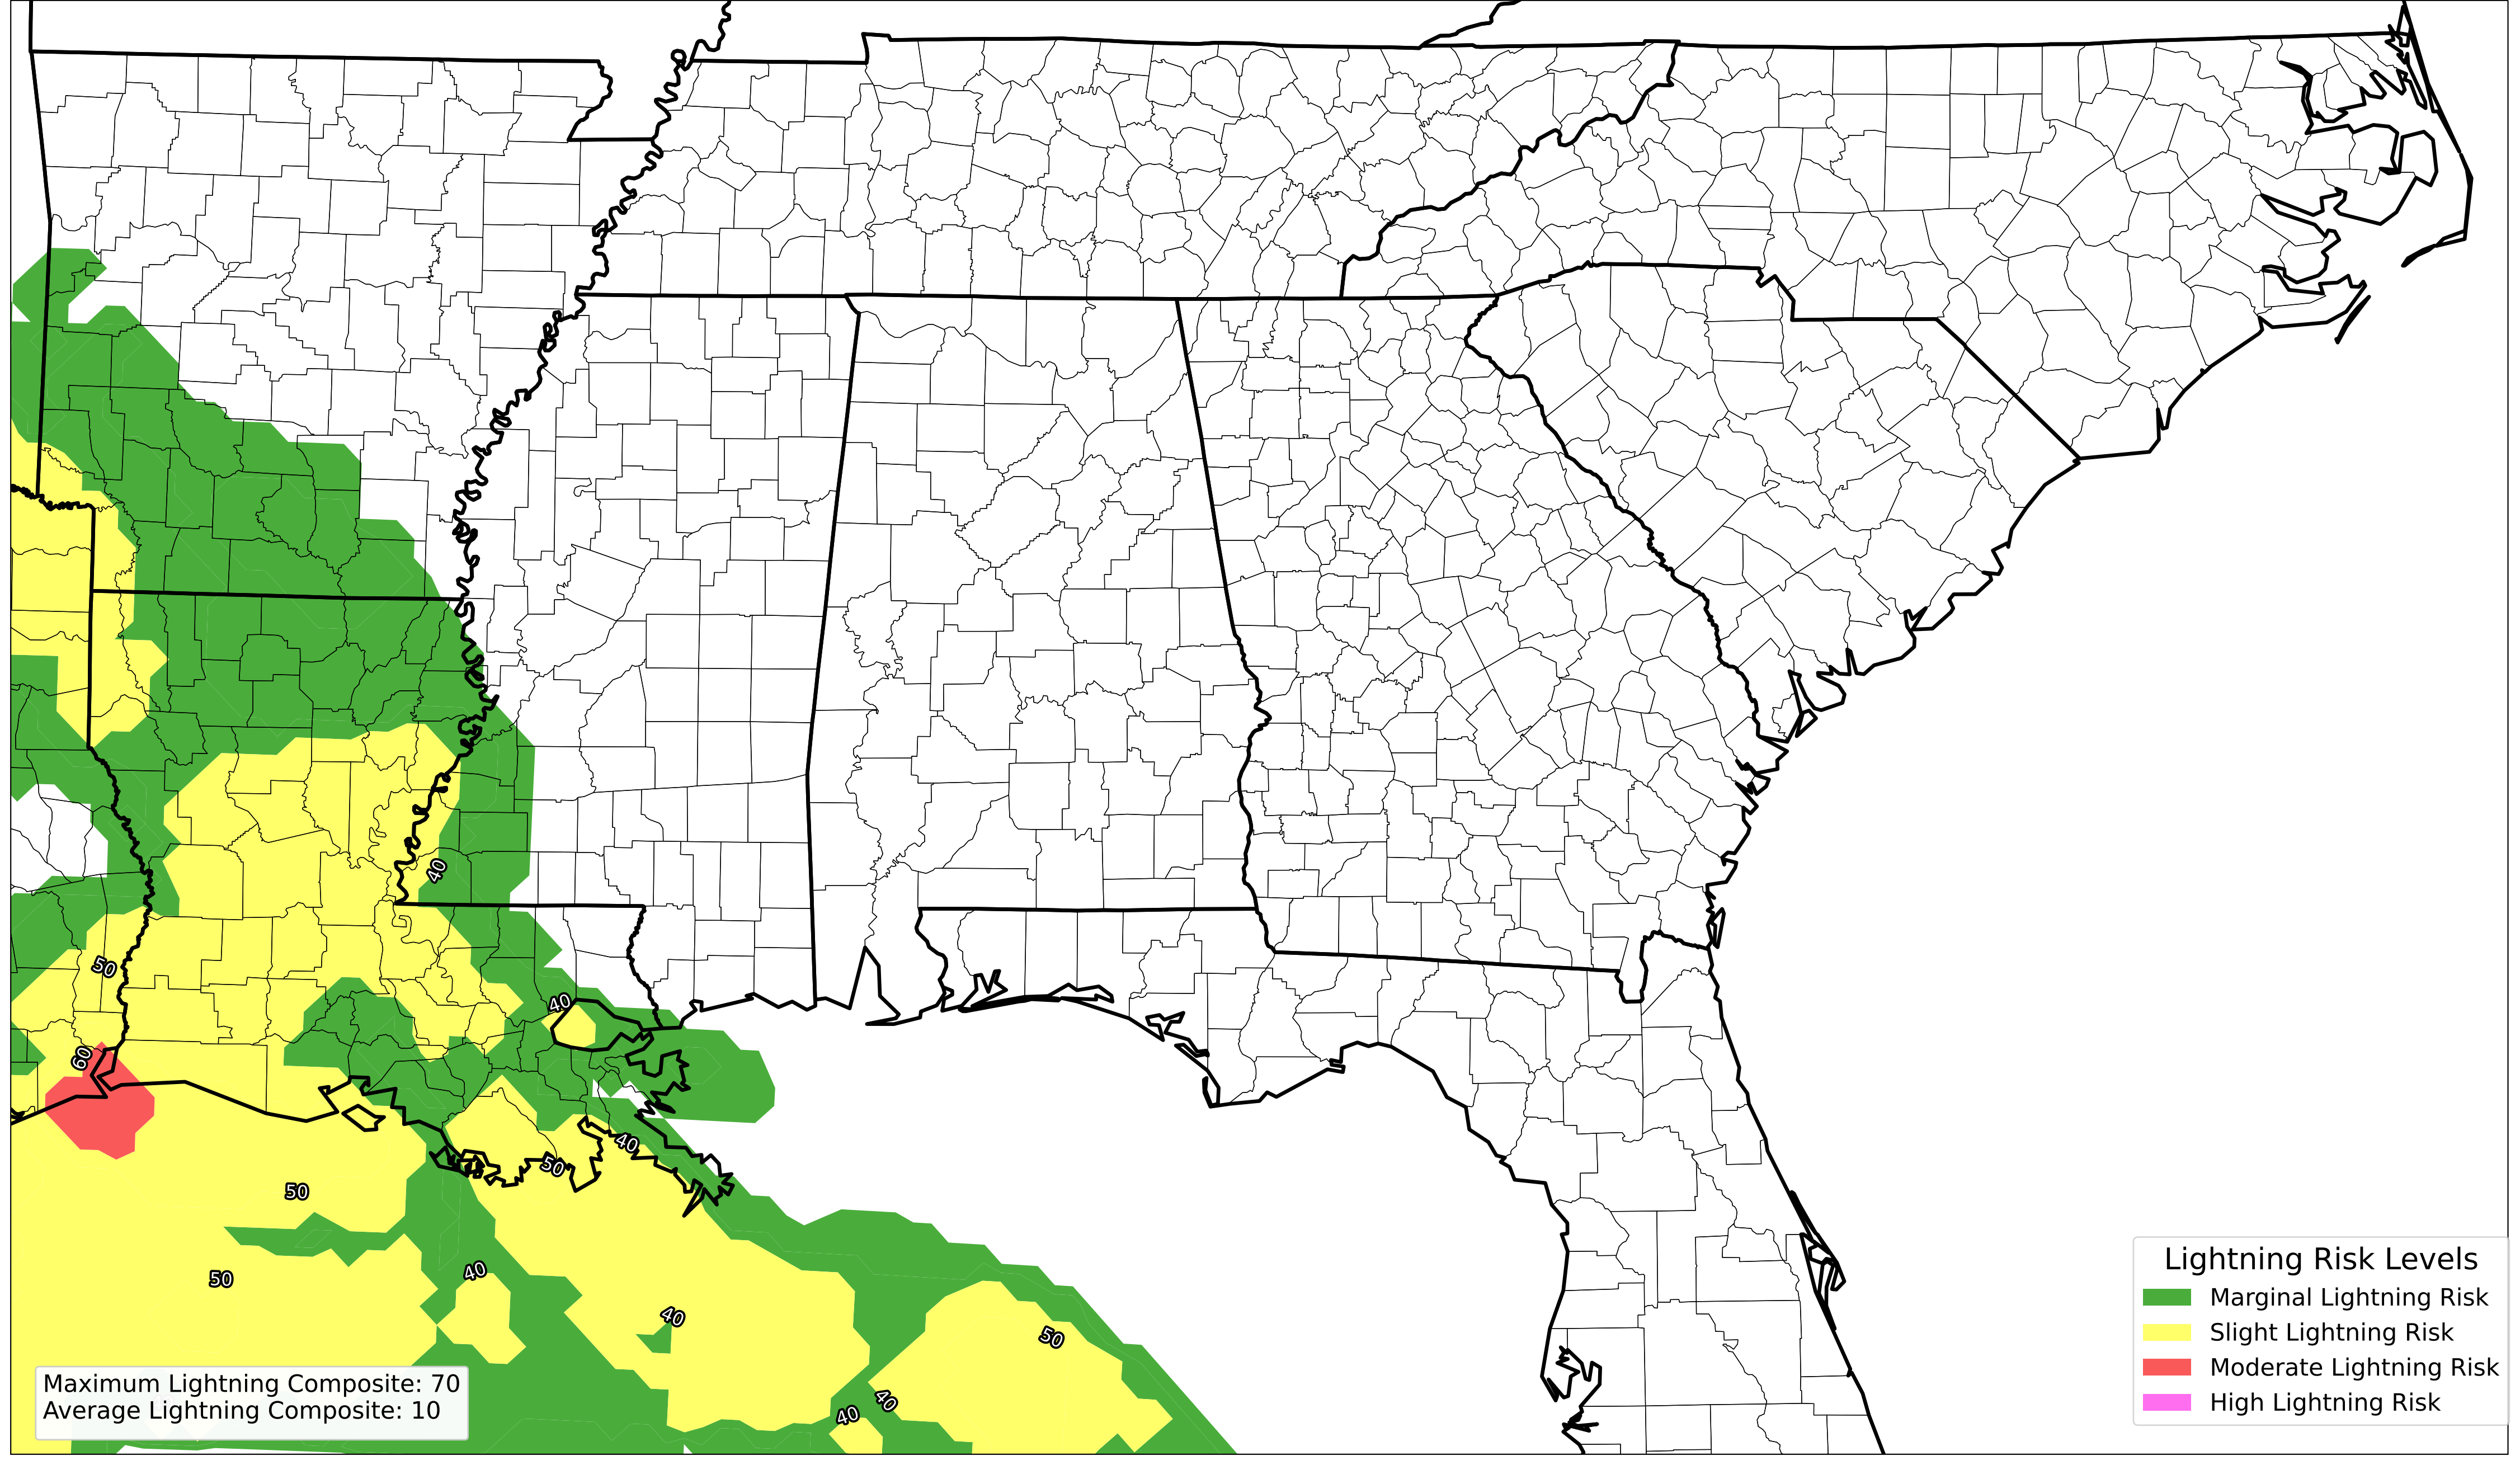 40
50
40
60
40
50
50
40
50
40
50
40
40
Lightning Risk Levels
Marginal Lightning Risk
Slight Lightning Risk
Moderate Lightning Risk
High Lightning Risk
Maximum Lightning Composite: 70
Average Lightning Composite: 10